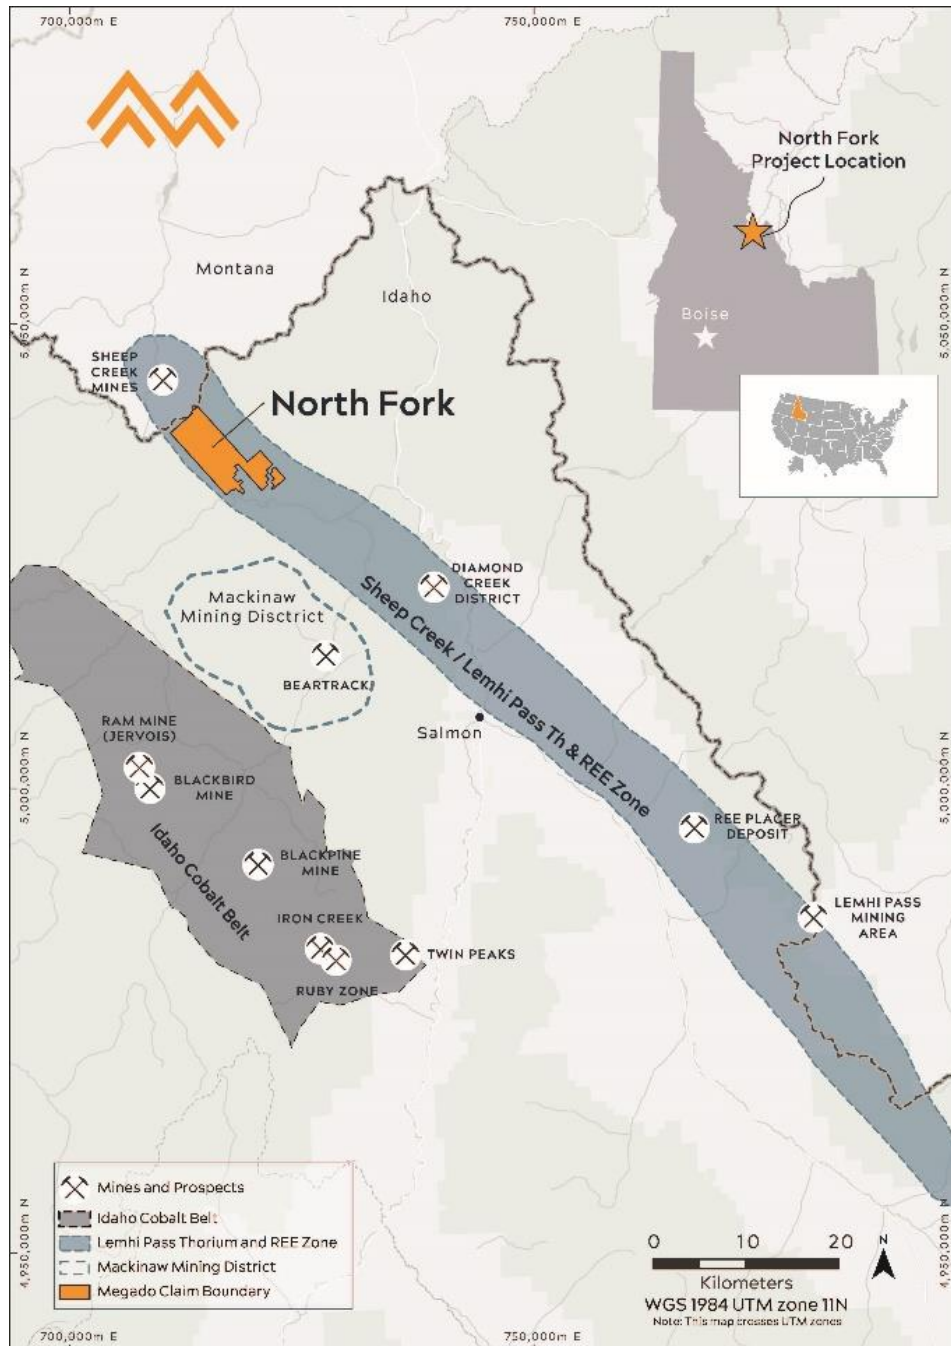 700,000m E
750,000m E
North Fork
Project Location
Montana
Idaho
5,050,000m N
5,050,000m N
Boise
SHEEP
CREEK
MINES
North Fork
DIAMOND
CREEK
DISTRICT
Mackinaw
Mining Disctrict
BEARTRACK
Sheep Creek / Lemhi Pass Th & REE Zone
Salmon
RAM MINE
(JERVOIS)
BLACKBIRD
MINE
5,000,000m N
5,000,000m N
REE PLACER
DEPOSIT
Idaho Cobalt Belt
BLACKPINE
MINE
LEMHI PASS
MINING
AREA
IRON CREEK
TWIN PEAKS
RUBY ZONE
Mines and Prospects
Idaho Cobalt Belt
Lemhi Pass Thorium and REE Zone
Mackinaw Mining District
Megado Claim Boundary
4,950,000m N
4,950,000m N
0 10 20
N
Kilometers
WGS 1984 UTM zone 11N
Note: This map crosses UTM zones
700,000m E
750,000m E